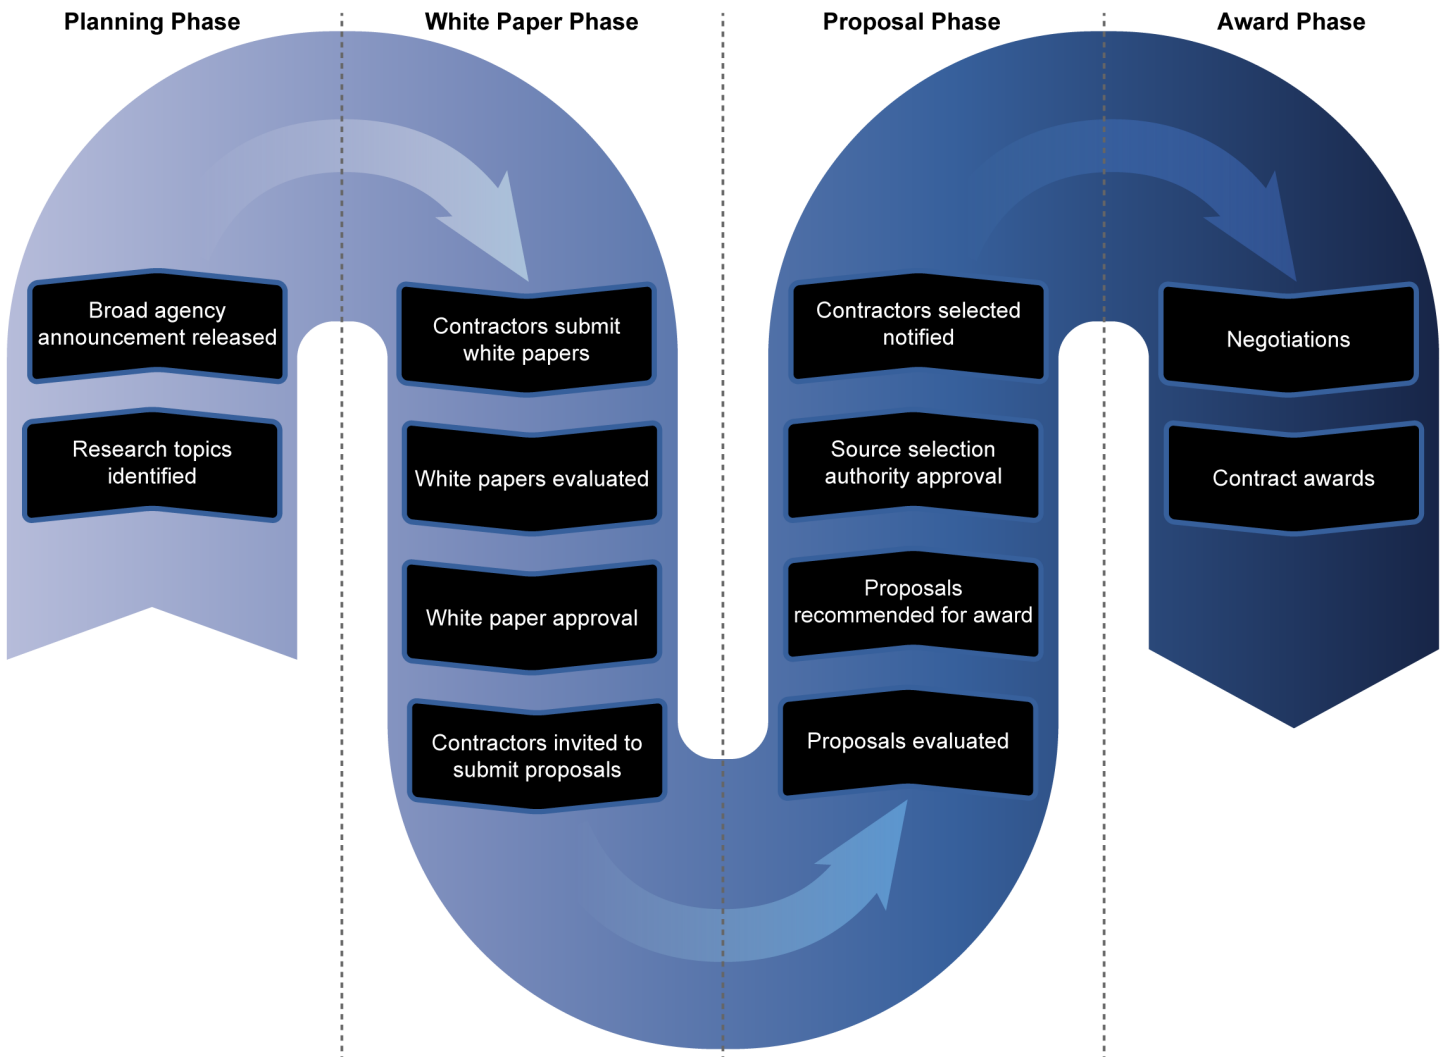 Planning Phase
White Paper Phase
Proposal Phase
Award Phase
Broad agency
announcement released
Research topics
identified
Contractors submit
white papers
White papers evaluated
White paper approval
Contractors invited to
submit proposals
Contractors selected
notified
Source selection
authority approval
Proposals
recommended for award
Proposals evaluated
Negotiations
Contract awards